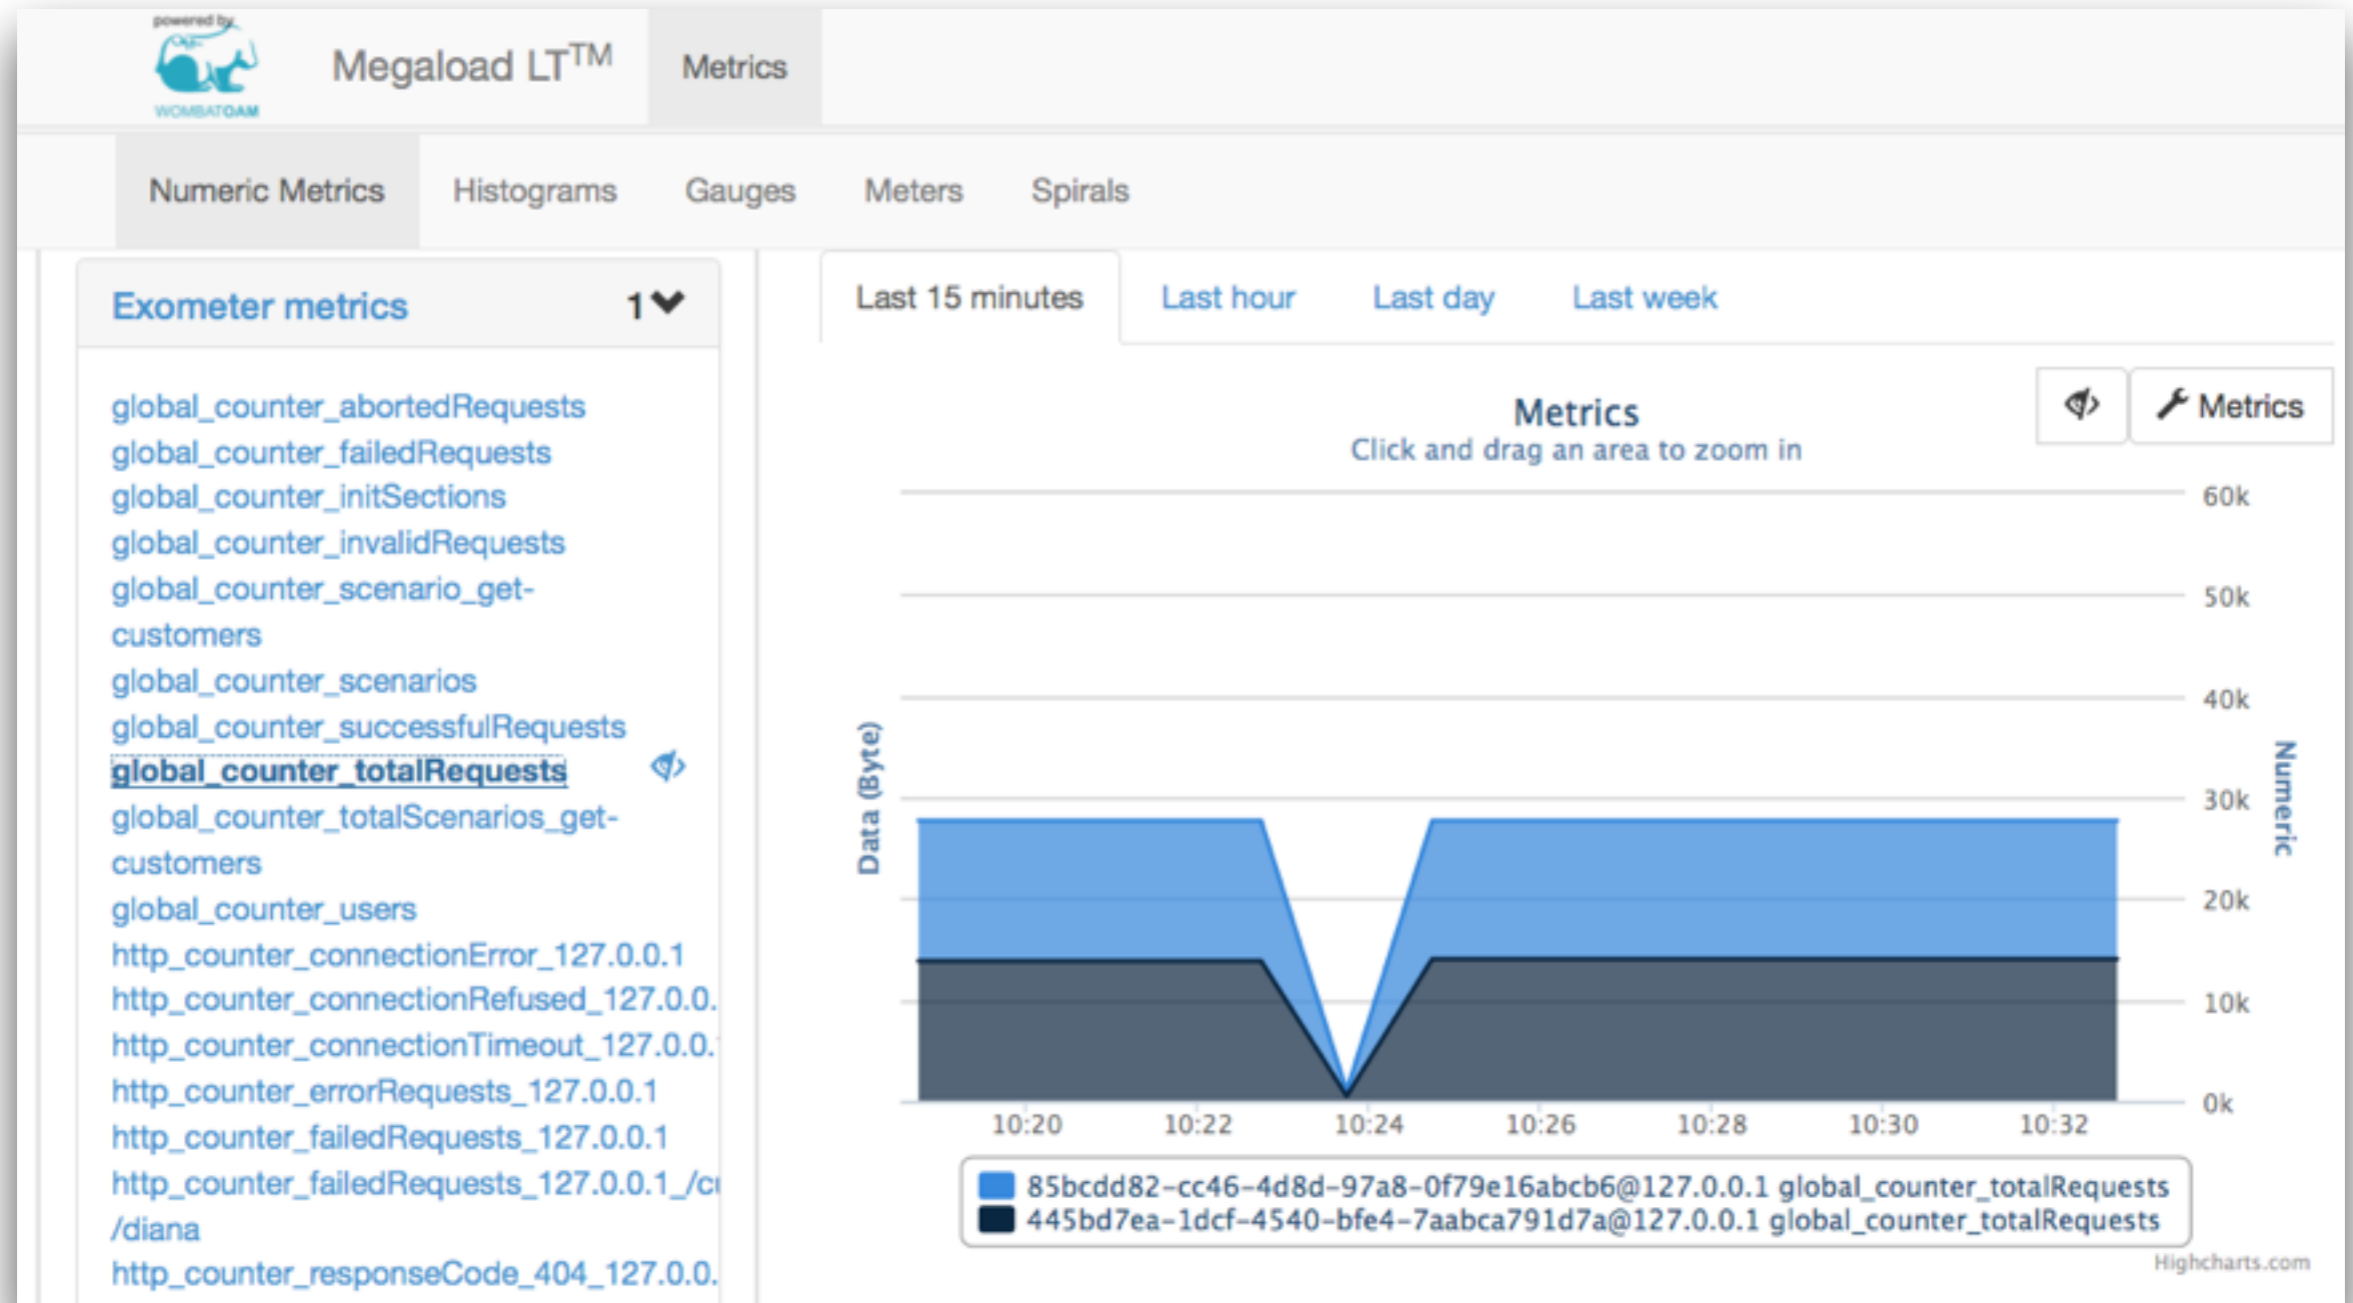 powered by
WOMBATOAM
Megaload LT™
Metrics
Numeric Metrics
Histograms
Gauges
Meters
Spirals
Exometer metrics
1
global_counter_abortedRequests
global_counter_failedRequests
global_counter_initSections
global_counter_invalidRequests
global_counter_scenario_get-
customers
global_counter_scenarios
global_counter_successfulRequests
global_counter_totalRequests
global_counter_totalScenarios_get-
customers
global_counter_users
http_counter_connectionError_127.0.0.1
http_counter_connectionRefused_127.0.0.
http_counter_connectionTimeout_127.0.0.
http_counter_errorRequests_127.0.0.1
http_counter_failedRequests_127.0.0.1
http_counter_failedRequests_127.0.0.1_/cu
/diana
http_counter_responseCode_404_127.0.0.
Last 15 minutes
Last hour
Last day
Last week
Metrics
Metrics
Click and drag an area to zoom in
Data (Byte)
60k
50k
40k
30k
20k
10k
0k
Numeric
10:20
10:22
10:24
10:26
10:28
10:30
10:32
85bcdd82-cc46-4d8d-97a8-0f79e16abcb6@127.0.0.1 global_counter_totalRequests
445bd7ea-1dcf-4540-bfe4-7aabca791d7a@127.0.0.1 global_counter_totalRequests
Highcharts.com